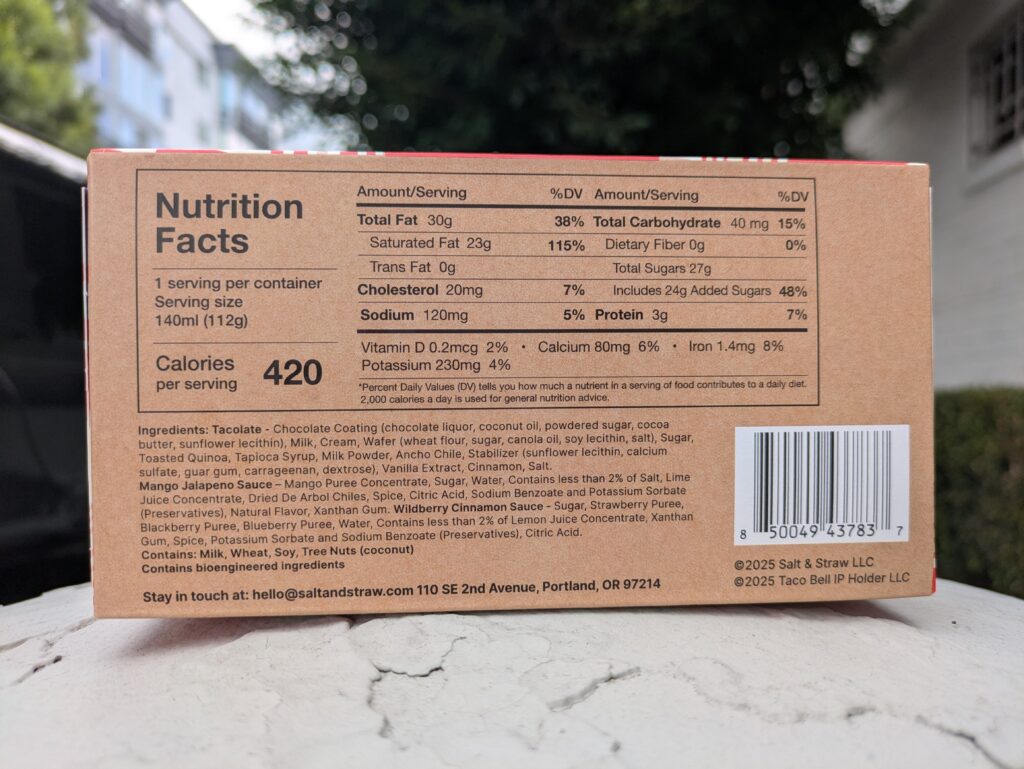 Nutrition
Facts
1 serving per container
Serving size
140ml (112g)
Calories
per serving 420
Amount/Serving %DV Amount/Serving %DV
Total Fat 30g 38% Total Carbohydrate 40 mg 15%
Saturated Fat 23g 115% Dietary Fiber 0g 0%
Trans Fat 0g Total Sugars 27g
Cholesterol 20mg 7% Includes 24g Added Sugars 48%
Sodium 120mg 5% Protein 3g 7%
Vitamin D 0.2mcg 2% • Calcium 80mg 6% • Iron 1.4mg 8%
Potassium 230mg 4%
*Percent Daily Values (DV) tells you how much a nutrient in a serving of food contributes to a daily diet.
2,000 calories a day is used for general nutrition advice.
Ingredients: Tacolate - Chocolate Coating (chocolate liquor, coconut oil, powdered sugar, cocoa
butter, sunflower lecithin), Milk, Cream, Wafer (wheat flour, sugar, canola oil, soy lecithin, salt), Sugar,
Toasted Quinoa, Tapioca Syrup, Milk Powder, Ancho Chile, Stabilizer (sunflower lecithin, calcium
sulfate, guar gum, carrageenan, dextrose), Vanilla Extract, Cinnamon, Salt.
Mango Jalapeno Sauce – Mango Puree Concentrate, Sugar, Water, Contains less than 2% of Salt, Lime
Juice Concentrate, Dried De Arbol Chiles, Spice, Citric Acid, Sodium Benzoate and Potassium Sorbate
(Preservatives), Natural Flavor, Xanthan Gum. Wildberry Cinnamon Sauce - Sugar, Strawberry Puree,
Blackberry Puree, Blueberry Puree, Water, Contains less than 2% of Lemon Juice Concentrate, Xanthan
Gum, Spice, Potassium Sorbate and Sodium Benzoate (Preservatives), Citric Acid.
Contains: Milk, Wheat, Soy, Tree Nuts (coconut)
Contains bioengineered ingredients
Stay in touch at: hello@saltandstraw.com 110 SE 2nd Avenue, Portland, OR 97214
8 50049 43783 7
©2025 Salt & Straw LLC
©2025 Taco Bell IP Holder LLC